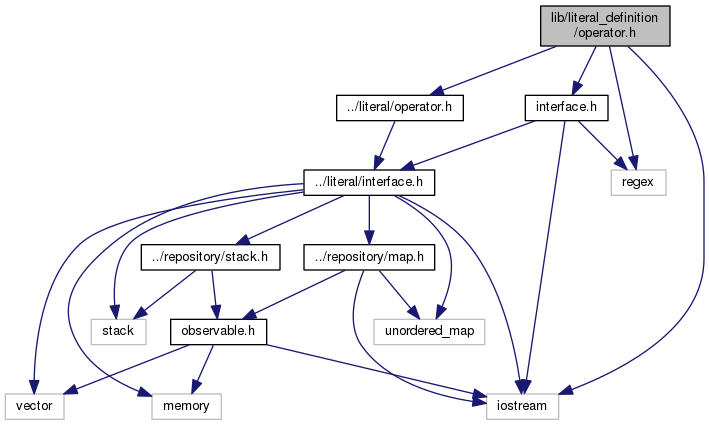 lib/literal_definition
/operator.h
../literal/operator.h
interface.h
../literal/interface.h
regex
../repository/stack.h
../repository/map.h
stack
observable.h
unordered_map
vector
memory
iostream